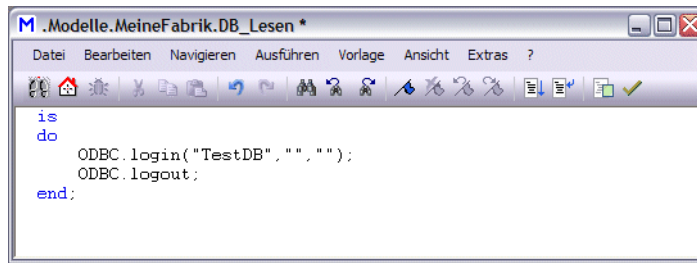 M .Modelle.MeineFabrik.DB_Lesen *
Datei Bearbeiten Navigieren Ausführen Vorlage Ansicht Extras ?
is
do
    ODBC.login("TestDB","","");
    ODBC.logout;
end;